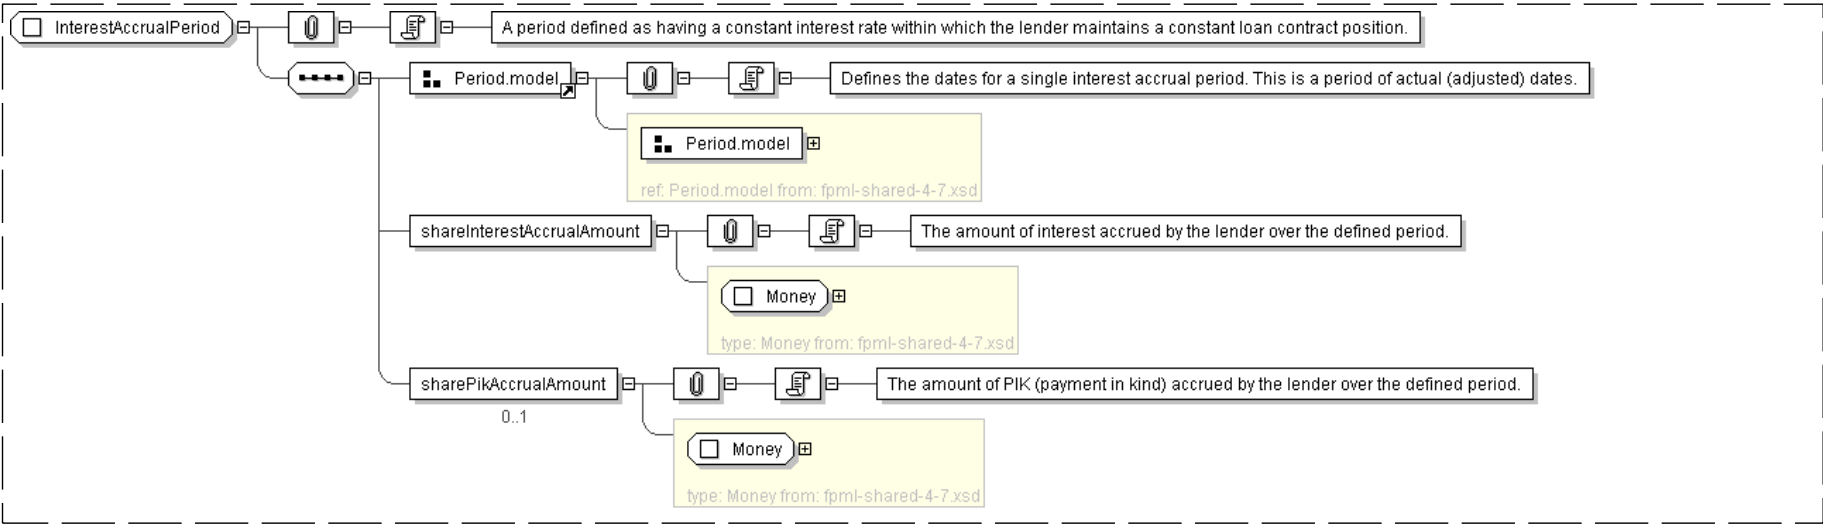 InterestAccrualPeriod
A period defined as having a constant interest rate within which the lender maintains a constant loan contract position.
Period.model
Defines the dates for a single interest accrual period. This is a period of actual (adjusted) dates.
Period.model
ref: Period.model from: fpml-shared-4-7.xsd
shareInterestAccrualAmount
The amount of interest accrued by the lender over the defined period.
Money
type: Money from: fpml-shared-4-7.xsd
sharePikAccrualAmount
The amount of PIK (payment in kind) accrued by the lender over the defined period.
0..1
Money
type: Money from: fpml-shared-4-7.xsd